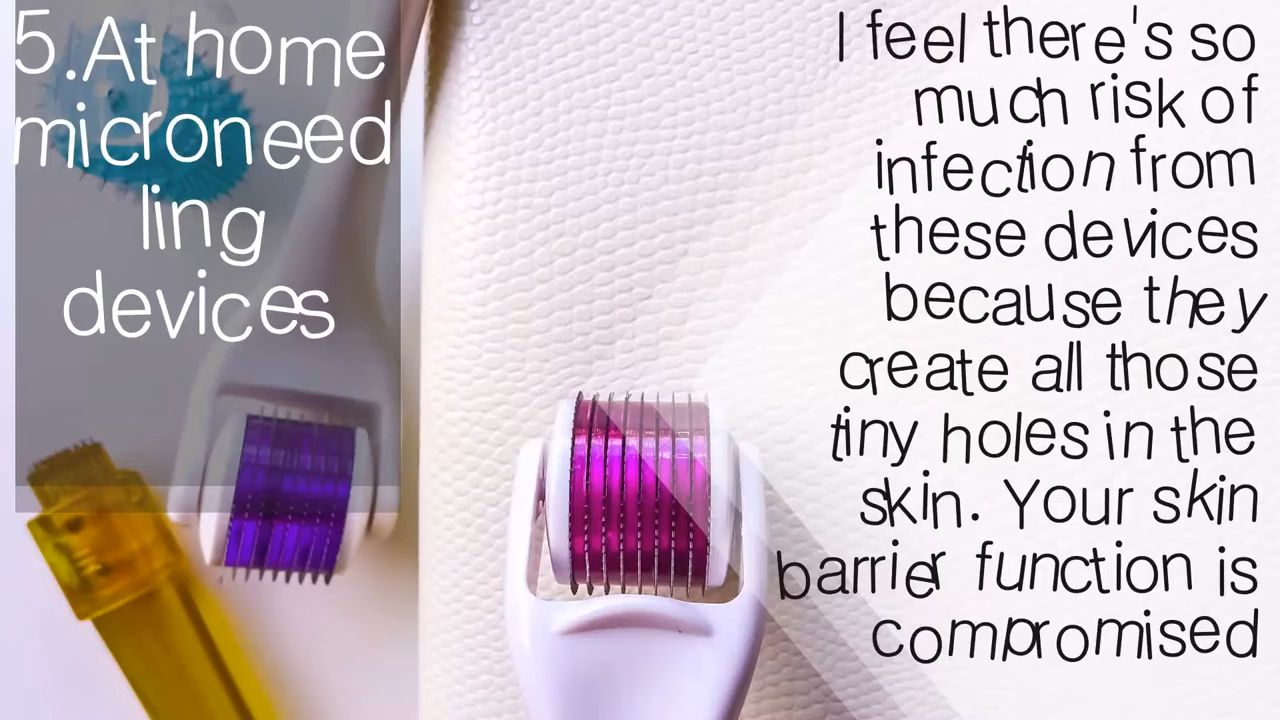 5.At home
microneed
ling
devices
I feel there's so
much risk of
infection from
these devices
because they
create all those
tiny holes in the
skin. Your skin
barrier function is
compromised